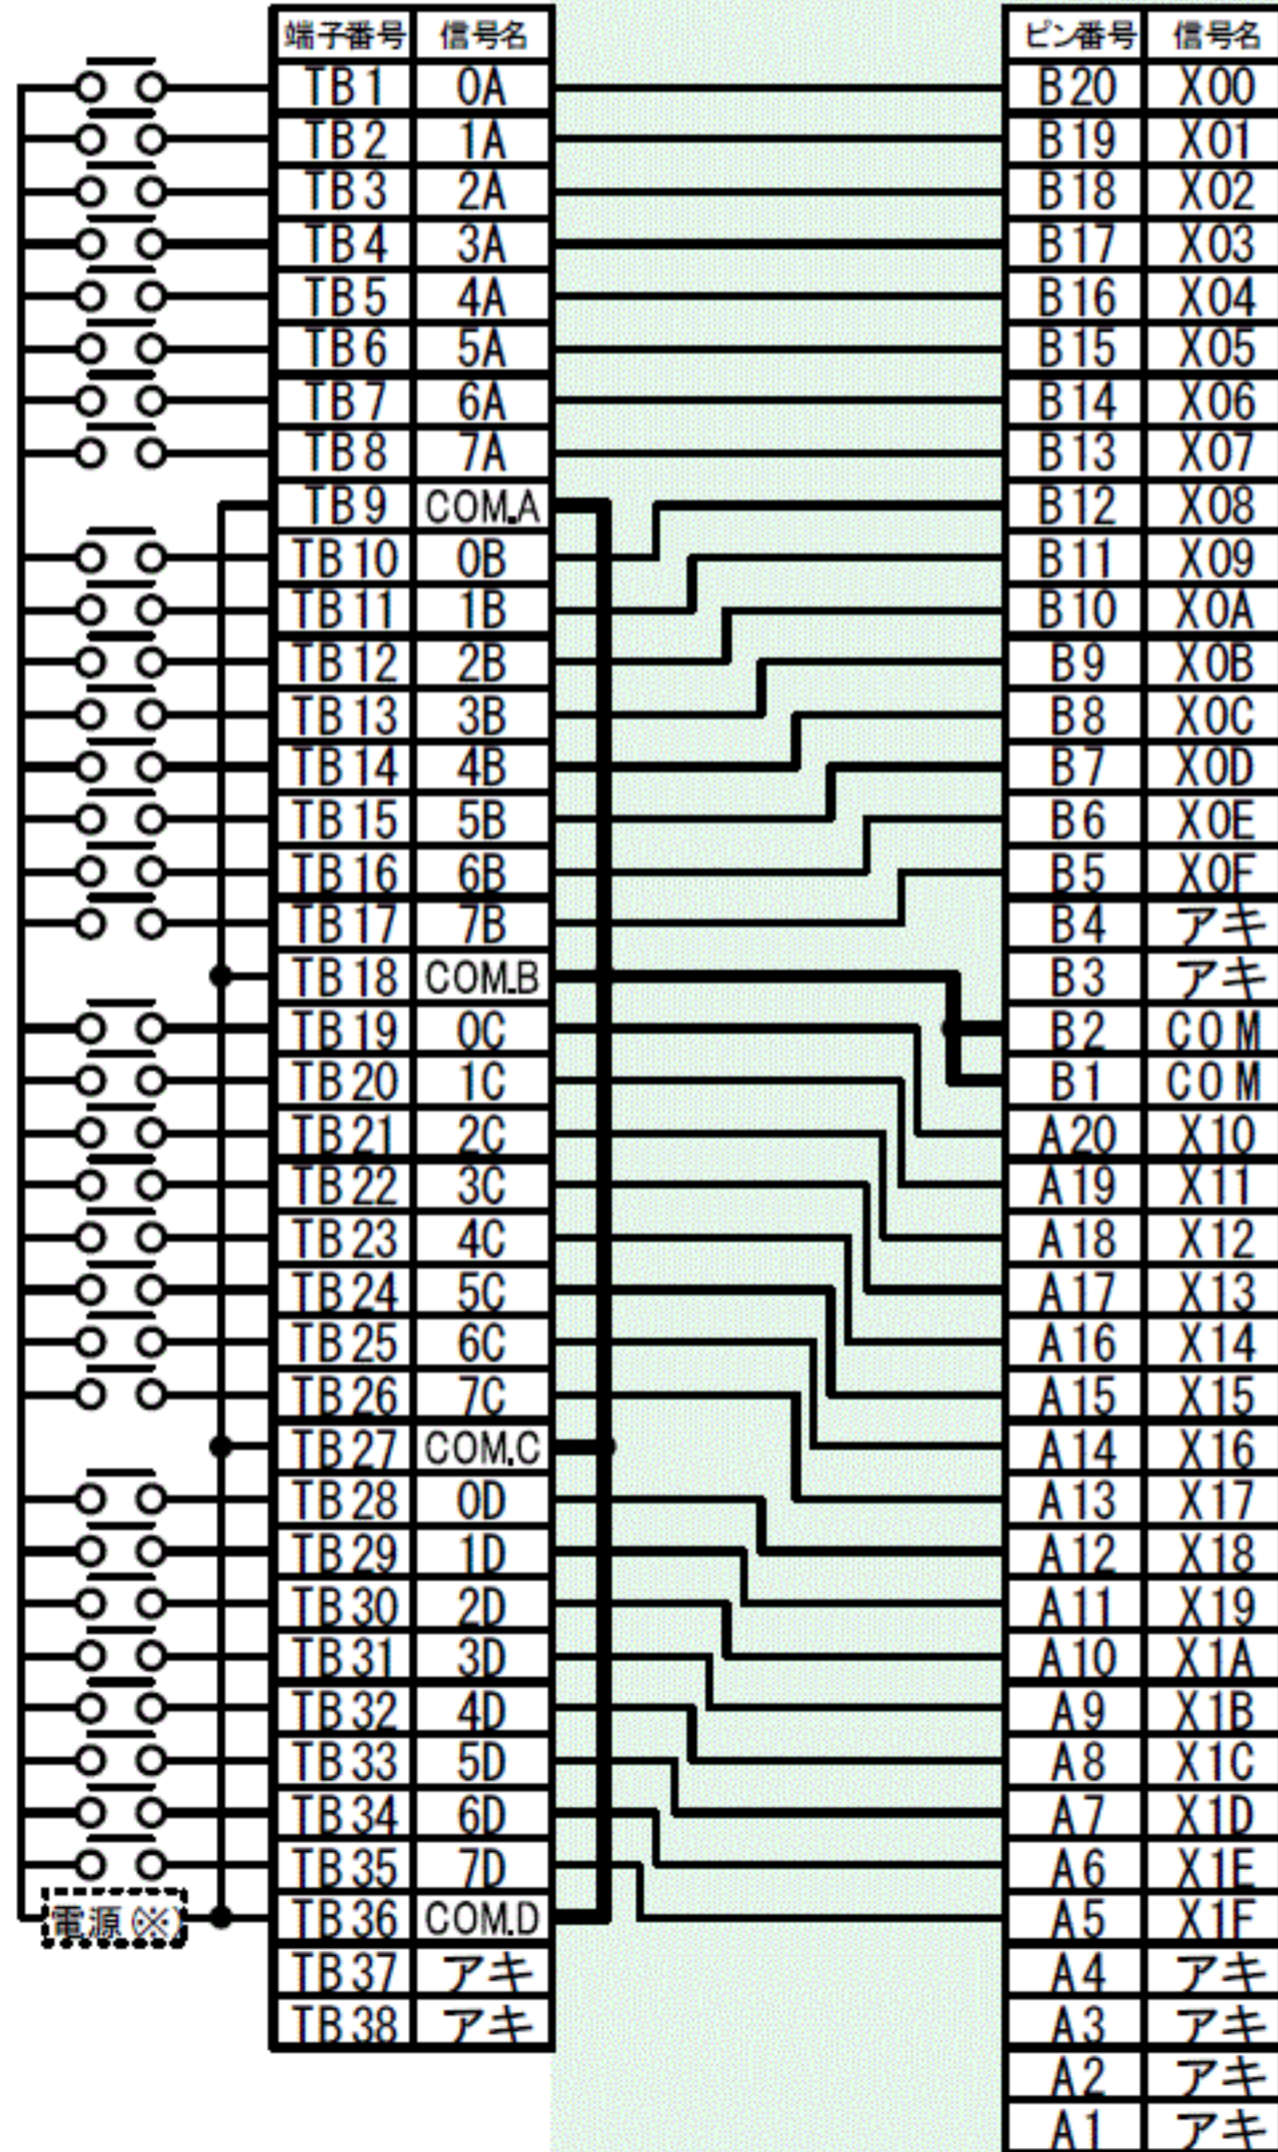 端子番号 信号名 ピン番号 信号名
TB1 0A B20 X00
TB2 1A B19 X01
TB3 2A B18 X02
TB4 3A B17 X03
TB5 4A B16 X04
TB6 5A B15 X05
TB7 6A B14 X06
TB8 7A B13 X07
TB9 COM.A B12 X08
TB10 0B B11 X09
TB11 1B B10 X0A
TB12 2B B9 X0B
TB13 3B B8 X0C
TB14 4B B7 X0D
TB15 5B B6 X0E
TB16 6B B5 X0F
TB17 7B B4 アキ
TB18 COM.B B3 アキ
TB19 0C B2 COM
TB20 1C B1 COM
TB21 2C A20 X10
TB22 3C A19 X11
TB23 4C A18 X12
TB24 5C A17 X13
TB25 6C A16 X14
TB26 7C A15 X15
TB27 COM.C A14 X16
TB28 0D A13 X17
TB29 1D A12 X18
TB30 2D A11 X19
TB31 3D A10 X1A
TB32 4D A9 X1B
TB33 5D A8 X1C
TB34 6D A7 X1D
TB35 7D A6 X1E
電源(※) TB36 COM.D A5 X1F
TB37 アキ A4 アキ
TB38 アキ A3 アキ
A2 アキ
A1 アキ